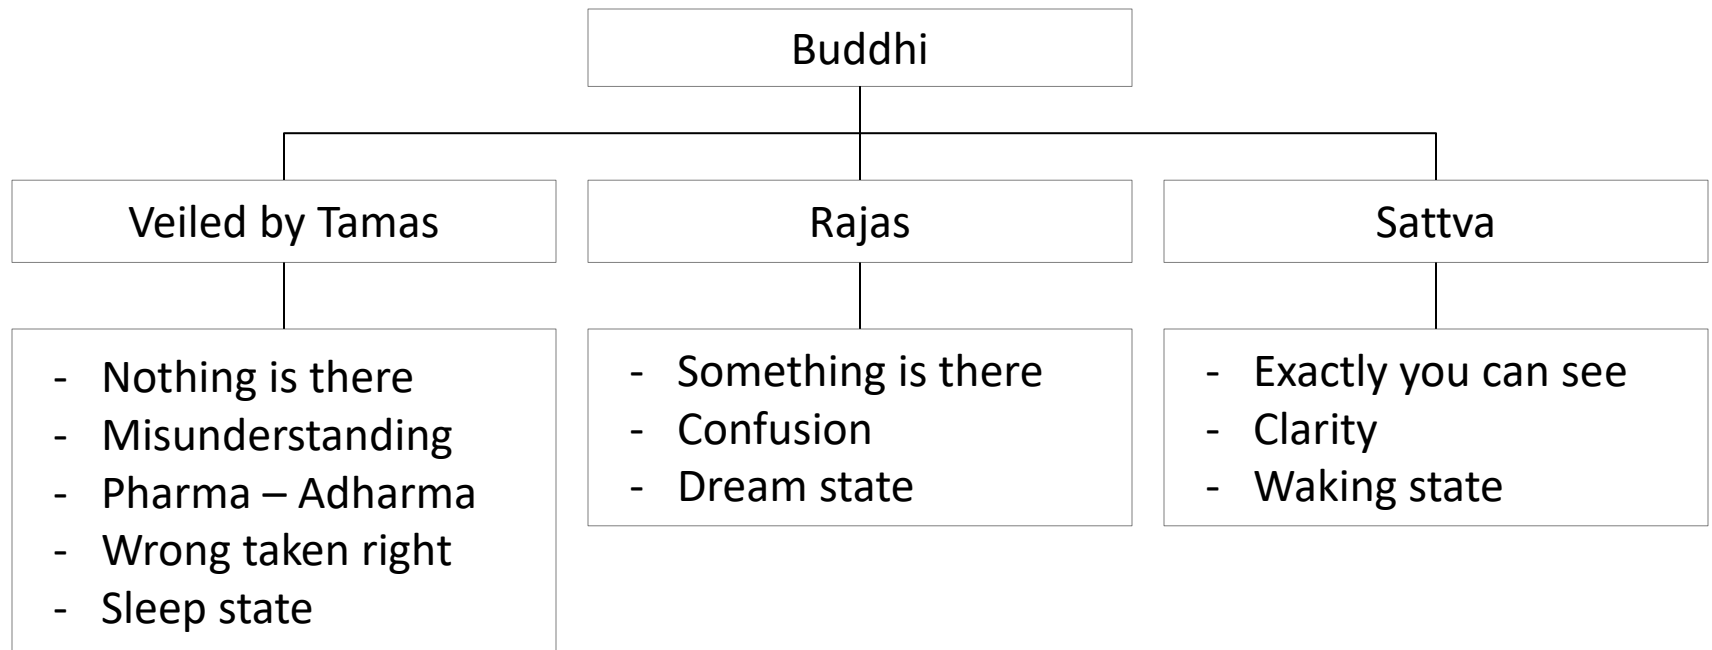 Buddhi
Veiled by Tamas
Rajas
Sattva
- Nothing is there
- Misunderstanding
- Pharma – Adharma
- Wrong taken right
- Sleep state
- Something is there
- Confusion
- Dream state
- Exactly you can see
- Clarity
- Waking state